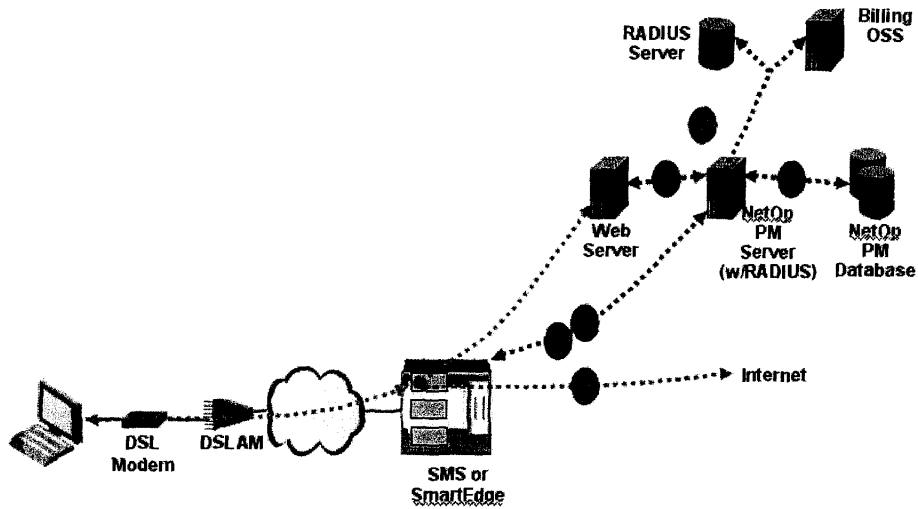 RADIUS
Server
Billing
OSS
Web
Server
NetOp
PM
Server
(w/RADIUS)
NetOp
PM
Database
Internet
DSL
Modem
DSLAM
SMS or
SmartEdge